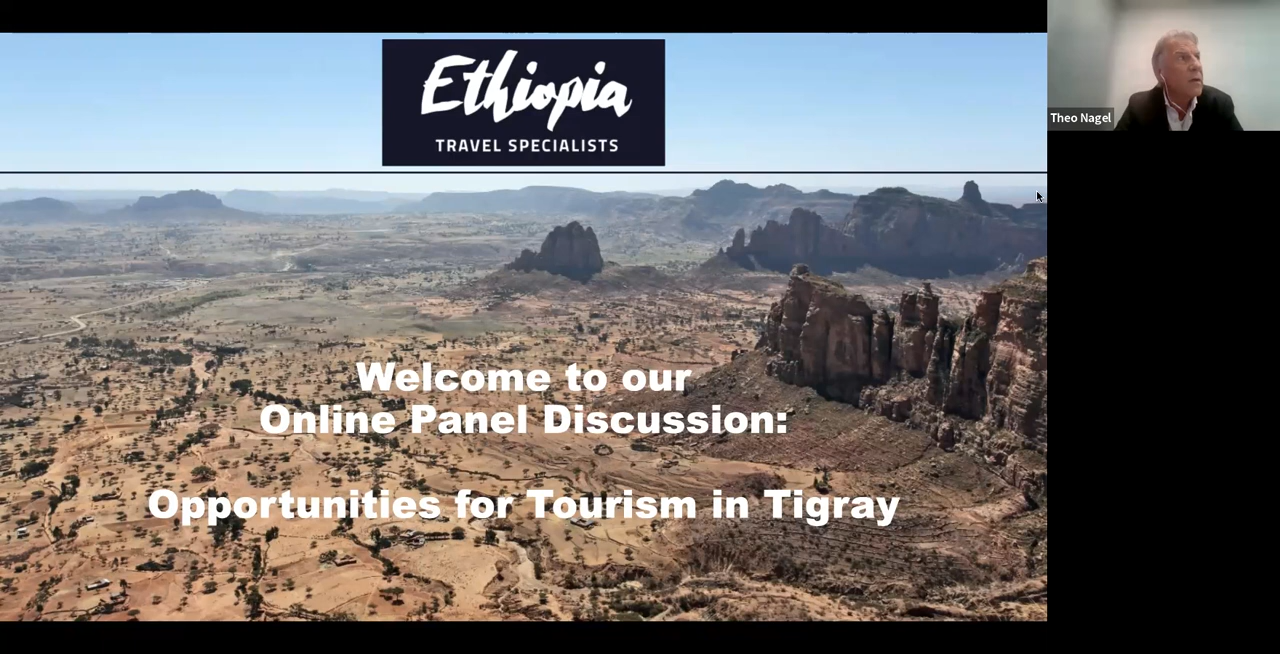 Ethiopia
TRAVEL SPECIALISTS
Theo Nagel
Welcome to our
Online Panel Discussion:
Opportunities for Tourism in Tigray